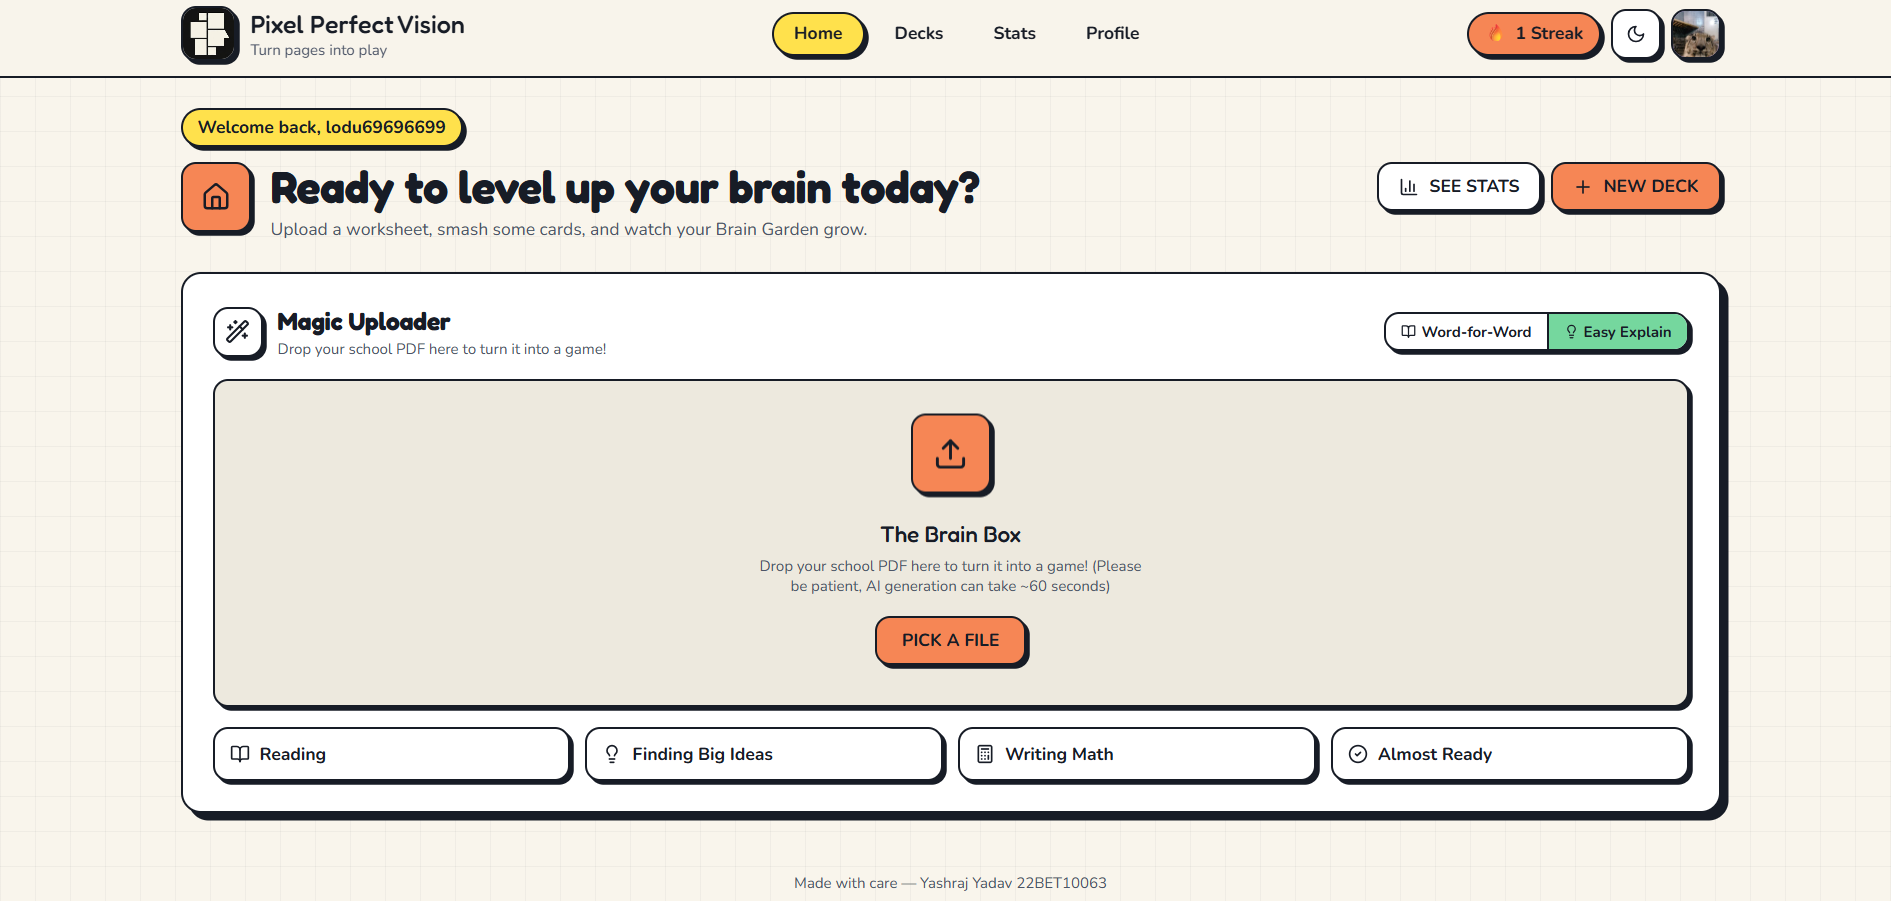 Pixel Perfect Vision
Turn pages into play
Home
Decks
Stats
Profile
1 Streak
Welcome back, lodu69696699
Ready to level up your brain today?
Upload a worksheet, smash some cards, and watch your Brain Garden grow.
SEE STATS
NEW DECK
Magic Uploader
Drop your school PDF here to turn it into a game!
Word-for-Word
Easy Explain
The Brain Box
Drop your school PDF here to turn it into a game! (Please
be patient, AI generation can take ~60 seconds)
PICK A FILE
Reading
Finding Big Ideas
Writing Math
Almost Ready
Made with care — Yashraj Yadav 22BET10063